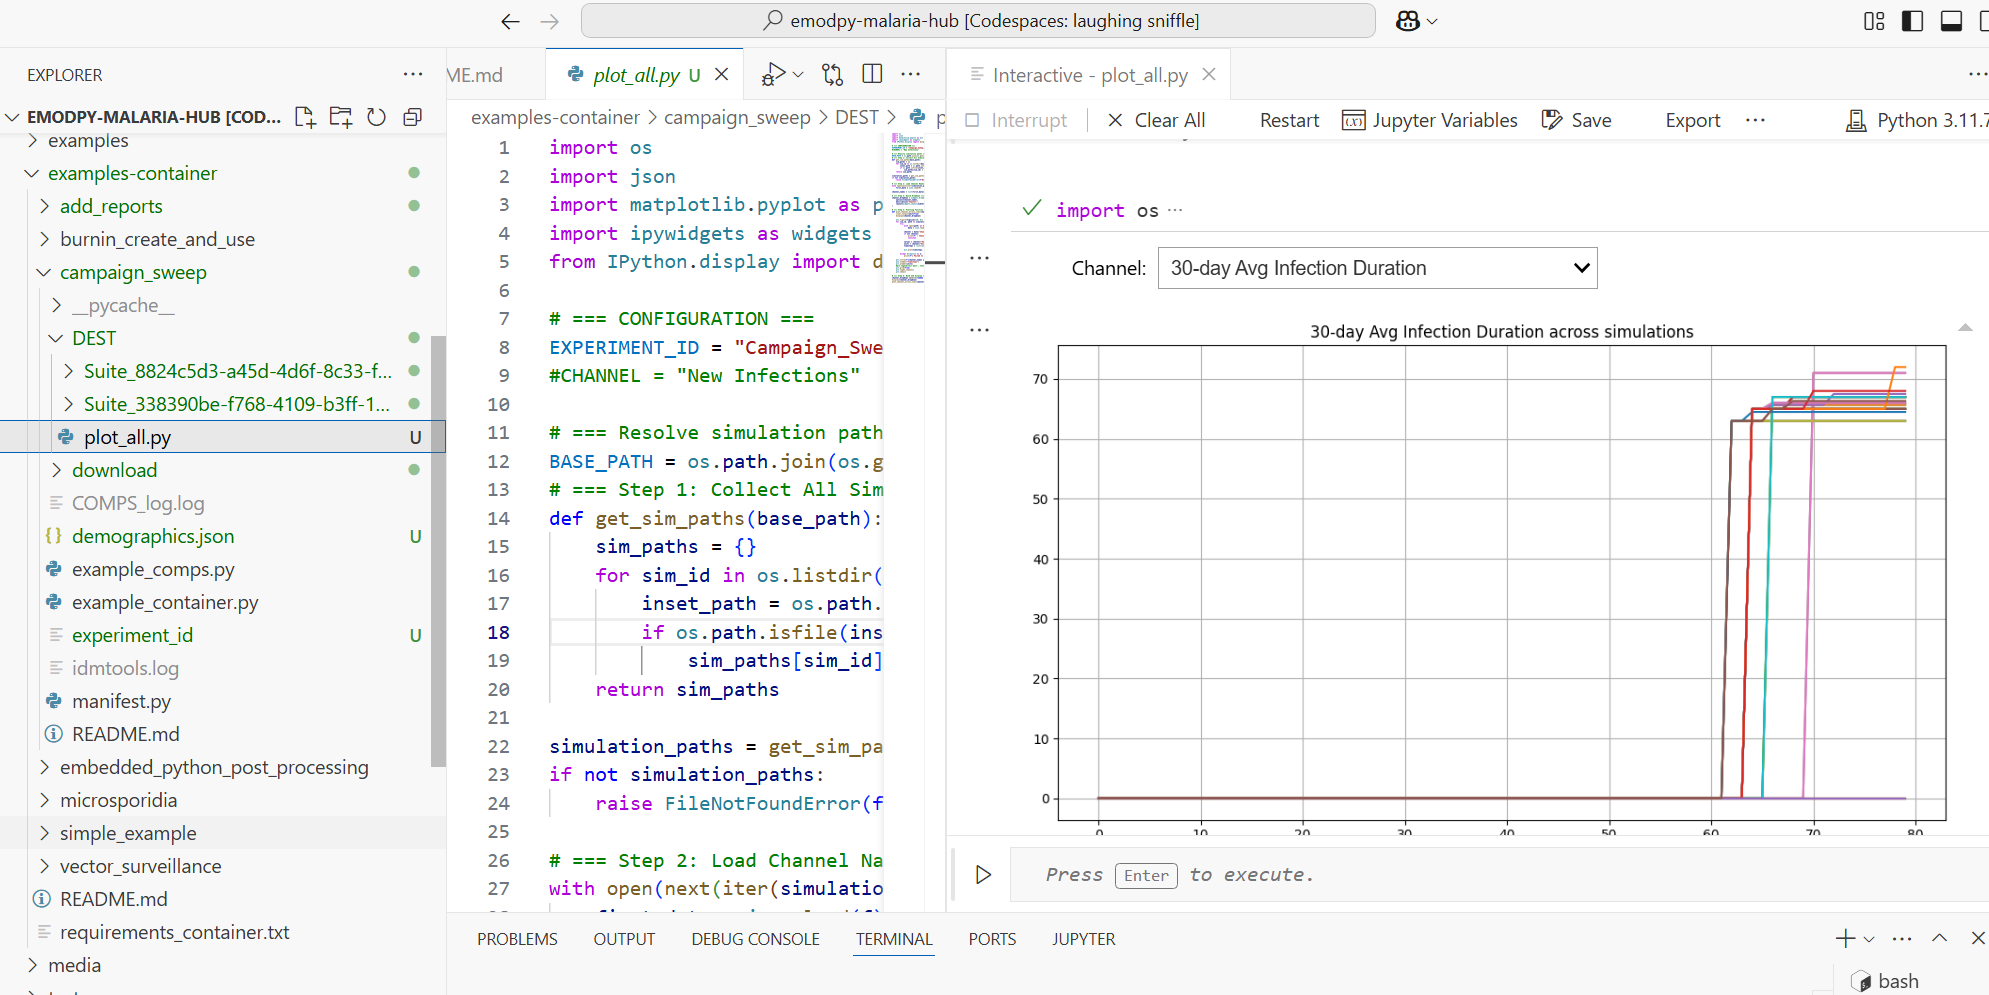 emodpy-malaria-hub [Codespaces: laughing sniffle]
EXPLORER
EMODPY-MALARIA-HUB [COD...
examples
examples-container
add_reports
burnin_create_and_use
campaign_sweep
__pycache__
DEST
Suite_8824c5d3-a45d-4d6f-8c33-f...
Suite_338390be-f768-4109-b3ff-1...
plot_all.py U
download
COMPS_log.log
demographics.json U
example_comps.py
example_container.py
experiment_id U
idmtools.log
manifest.py
README.md
embedded_python_post_processing
microsporidia
simple_example
vector_surveillance
README.md
requirements_container.txt
media
ME.md
plot_all.py U
examples-container > campaign_sweep > DEST > p
1 import os
2 import json
3 import matplotlib.pyplot as p
4 import ipywidgets as widgets
5 from IPython.display import d
6
7 # === CONFIGURATION ===
8 EXPERIMENT_ID = "Campaign_Swe
9 #CHANNEL = "New Infections"
10
11 # === Resolve simulation path
12 BASE_PATH = os.path.join(os.g
13 # === Step 1: Collect All Sim
14 def get_sim_paths(base_path):
15 sim_paths = {}
16 for sim_id in os.listdir(
17 inset_path = os.path.
18 if os.path.isfile(ins
19 sim_paths[sim_id]
20 return sim_paths
21
22 simulation_paths = get_sim_pa
23 if not simulation_paths:
24 raise FileNotFoundError(f
25
26 # === Step 2: Load Channel Na
27 with open(next(iter(simulatio
Interactive - plot_all.py
Interrupt Clear All Restart Jupyter Variables Save Export ... Python 3.11.7
import os ...
Channel: 30-day Avg Infection Duration
30-day Avg Infection Duration across simulations
70
60
50
40
30
20
10
0
0 10 20 30 40 50 60 70 80
Press Enter to execute.
PROBLEMS OUTPUT DEBUG CONSOLE TERMINAL PORTS JUPYTER
bash